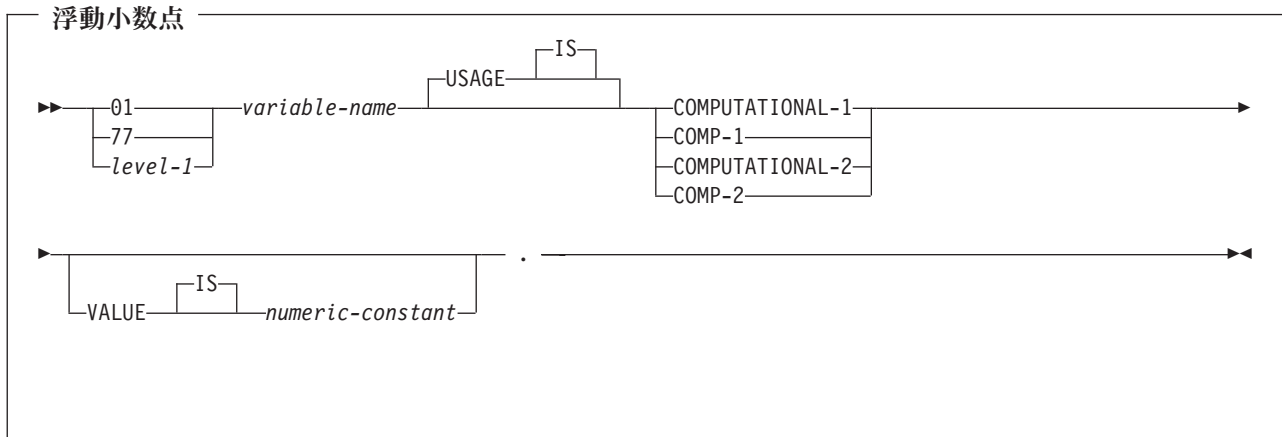 浮動小数点
IS
USAGE
01 variable-name COMPUTATIONAL-1
77 COMP-1
level-1 COMPUTATIONAL-2
COMP-2
.
IS
VALUE numeric-constant